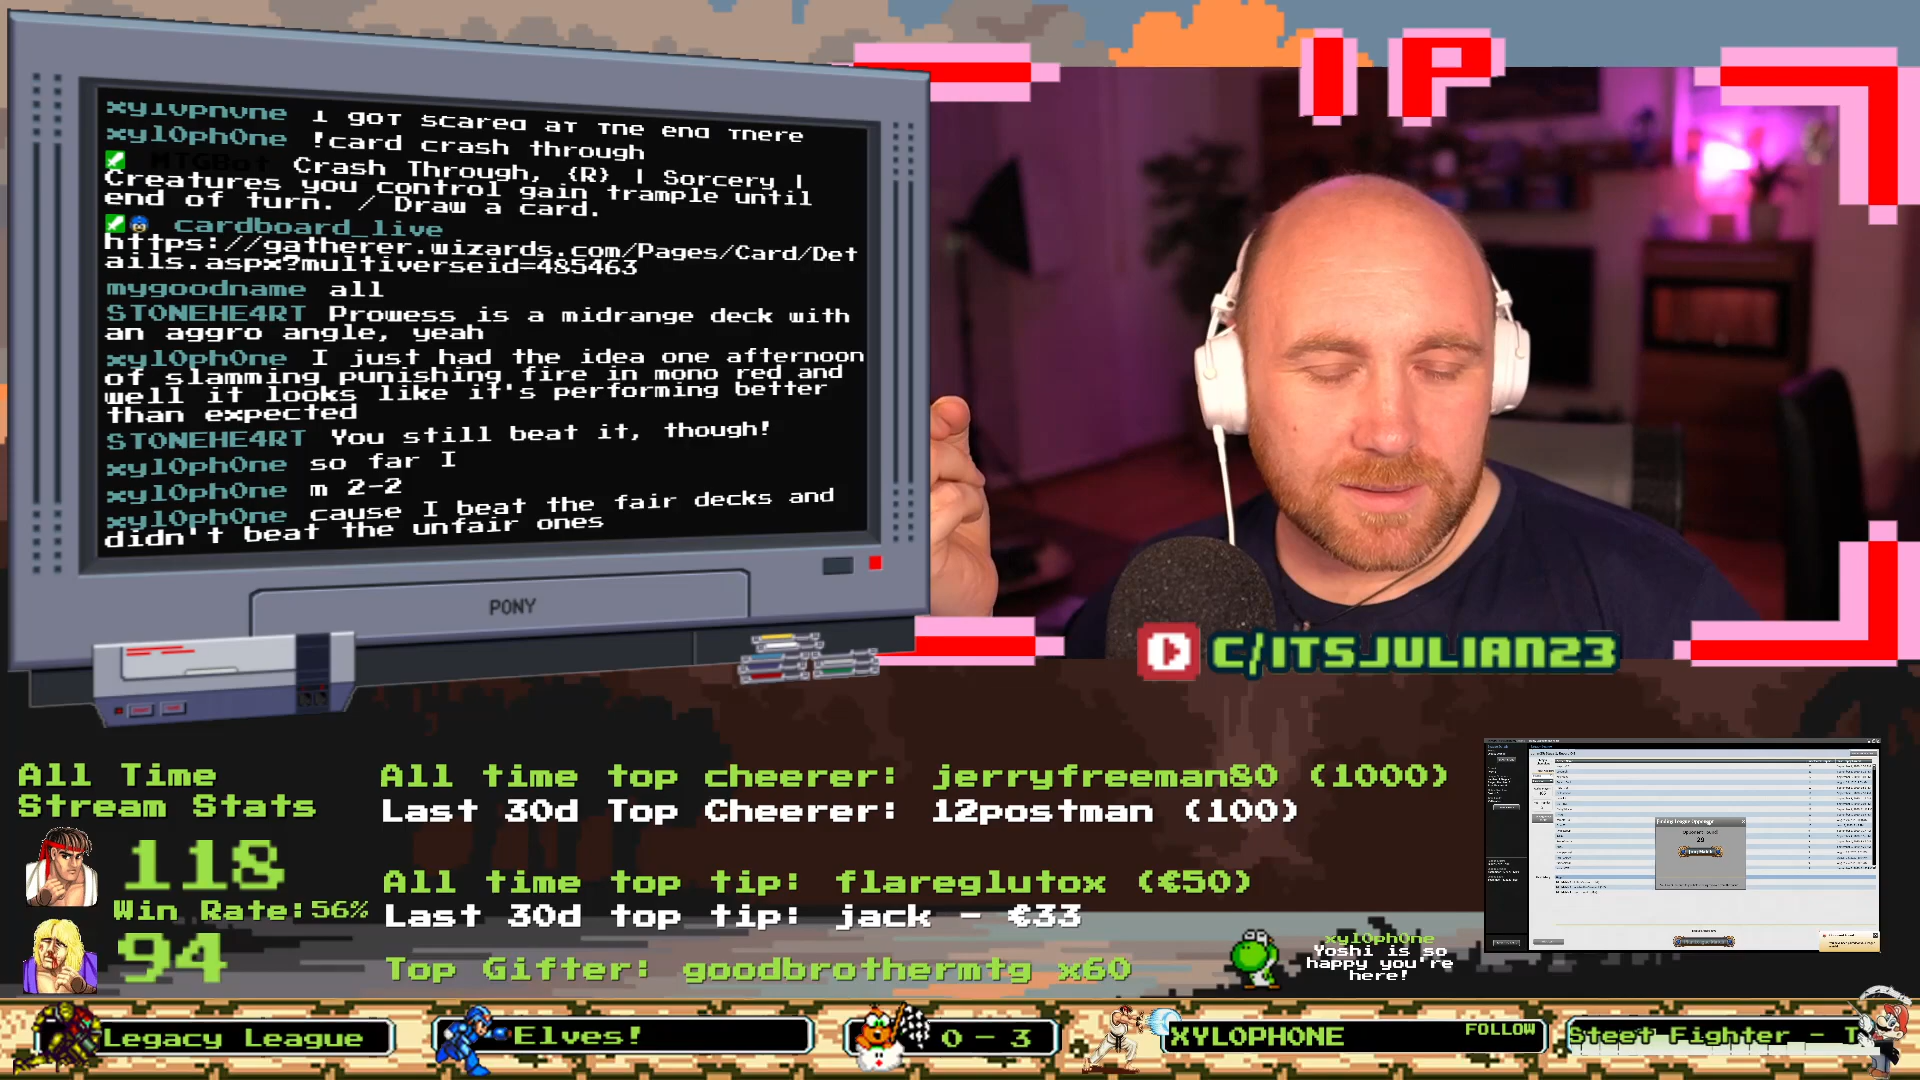 1P
xyl0ph0ne I got scared at the end there
xyl0ph0ne !card crash through
MTGBot Crash Through, {R} | Sorcery |
Creatures you control gain trample until
end of turn. / Draw a card.
cardboard_live
https://gatherer.wizards.com/Pages/Card/Det
ails.aspx?multiverseid=485463
mygoodname all
STONEHE4RT Prowess is a midrange deck with
an aggro angle, yeah
xyl0ph0ne I just had the idea one afternoon
of slamming punishing fire in mono red and
well it looks like it's performing better
than expected
STONEHE4RT You still beat it, though!
xyl0ph0ne so far I
xyl0ph0ne m 2-2
xyl0ph0ne cause I beat the fair decks and
didn't beat the unfair ones
PONY
C/ITSJULIAN23
All Time
Stream Stats
118
Win Rate: 56%
94
All time top cheerer: jerryfreeman80 (1000)
Last 30d Top Cheerer: 12postman (100)
All time top tip: flareglutox (€50)
Last 30d top tip: jack - €33
Top Gifter: goodbrothermtg x60
xyl0ph0ne
Yoshi is so
happy you're
here!
Finding League Opponent
Opponent Found
29
Legacy League
Elves!
0 - 3
XYLOPHONE
FOLLOW
Steet Fighter - T